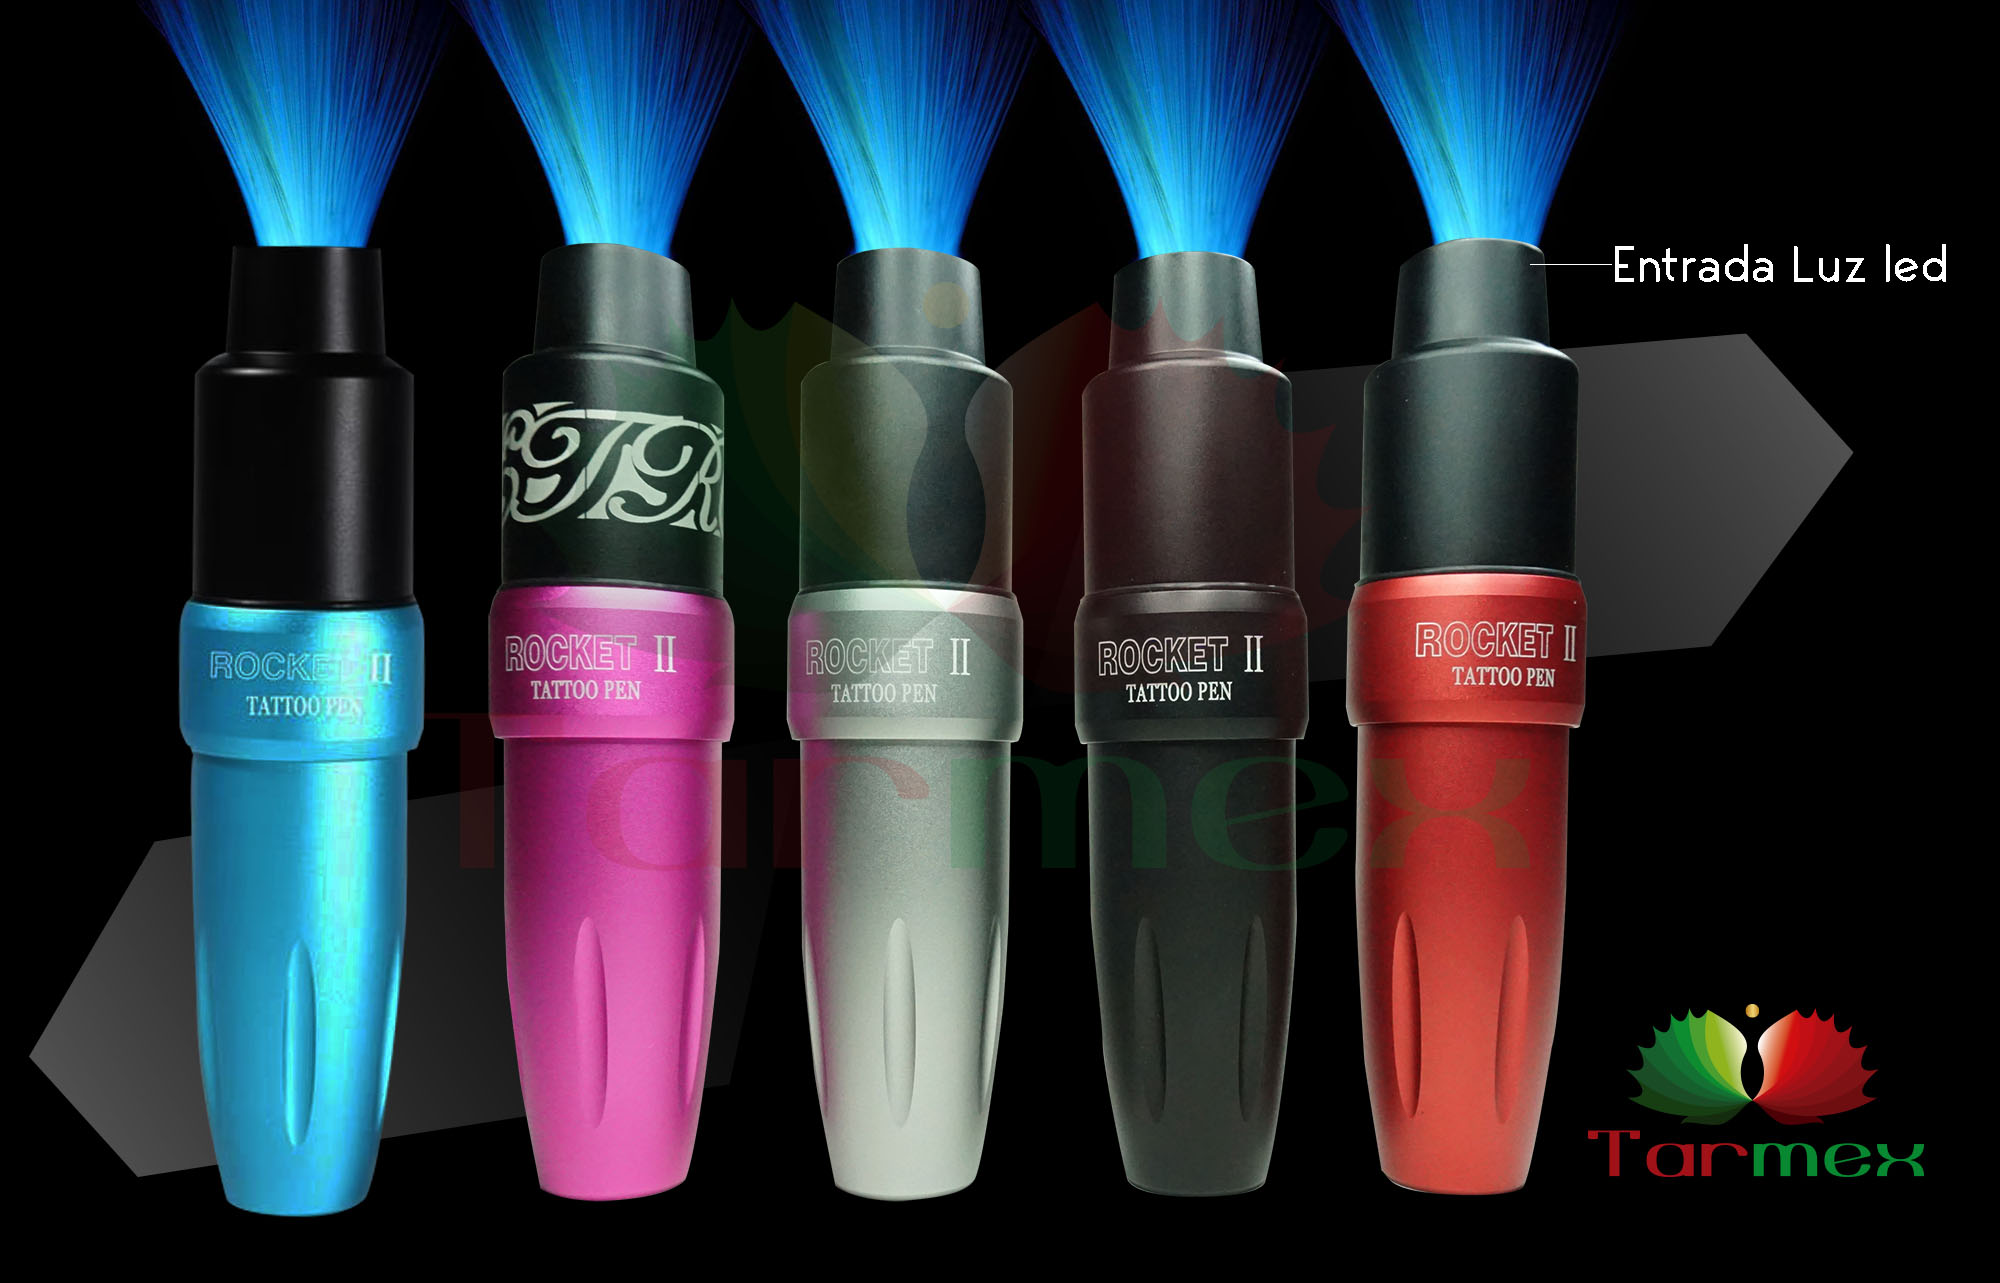 Entrada Luz led
STR
ROCKET II
TATTOO PEN
ROCKET II
TATTOO PEN
ROCKET II
TATTOO PEN
ROCKET II
TATTOO PEN
ROCKET II
TATTOO PEN
Tarmex
Tarmex